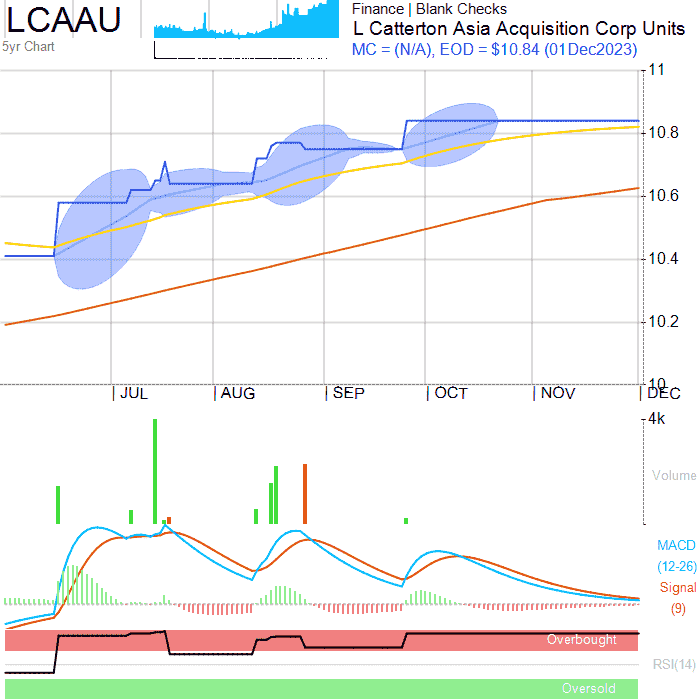 LCAAU
5yr Chart
Finance | Blank Checks
L Catterton Asia Acquisition Corp Units
MC = (N/A), EOD = $10.84 (01Dec2023)
11
10.8
10.6
10.4
10.2
10
JUL AUG SEP OCT NOV DEC
4k
Volume
MACD
(12-26)
Signal
(9)
Overbought
RSI(14)
Oversold